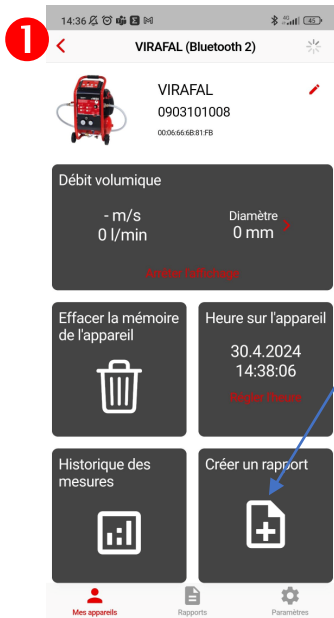 1
14:36
4G
45
VIRAFAL (Bluetooth 2)
VIRAFAL
0903101008
00:06:66:6B:81:FB
Débit volumique
- m/s
0 l/min
Diamètre
0 mm
Arrêter l'affichage
Effacer la mémoire
de l'appareil
Heure sur l'appareil
30.4.2024
14:38:06
Régler l'heure
Historique des
mesures
Créer un rapport
Mes appareils
Rapports
Paramètres